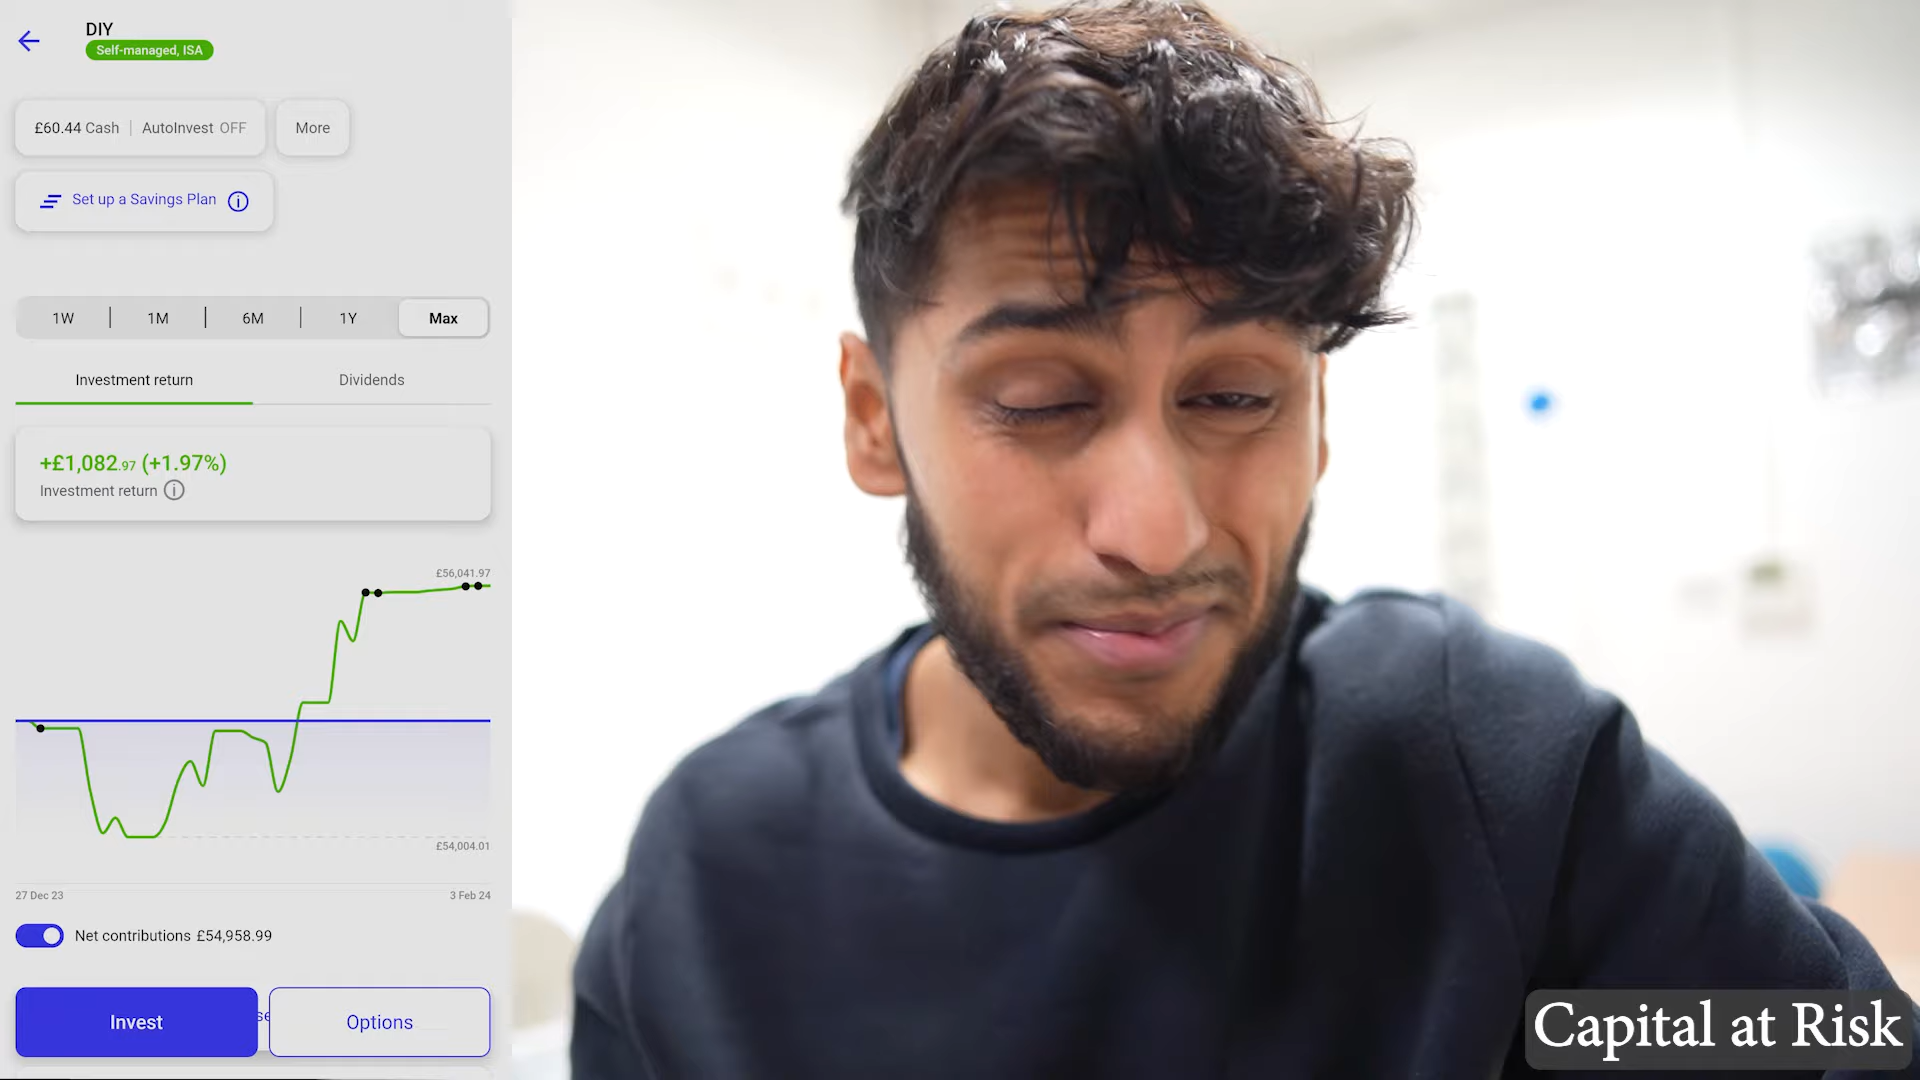 DIY
Self-managed, ISA
£60.44 Cash | AutoInvest OFF
More
Set up a Savings Plan
1W | 1M | 6M | 1Y Max
Investment return Dividends
+£1,082.97 (+1.97%)
Investment return
£56,041.97
£54,004.01
27 Dec 23 3 Feb 24
Net contributions £54,958.99
Invest
Options
Capital at Risk